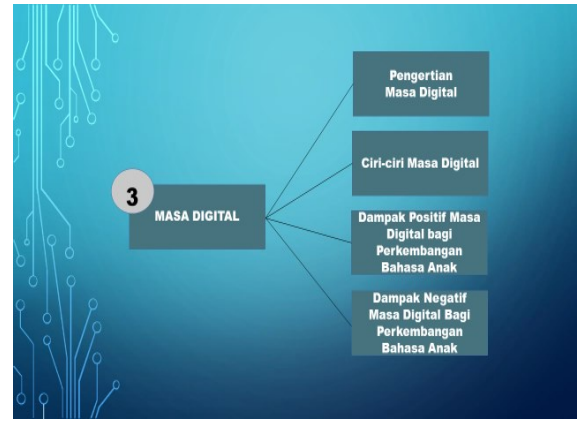 3
MASA DIGITAL
Pengertian
Masa Digital
Ciri-ciri Masa Digital
Dampak Positif Masa
Digital bagi
Perkembangan
Bahasa Anak
Dampak Negatif
Masa Digital Bagi
Perkembangan
Bahasa Anak